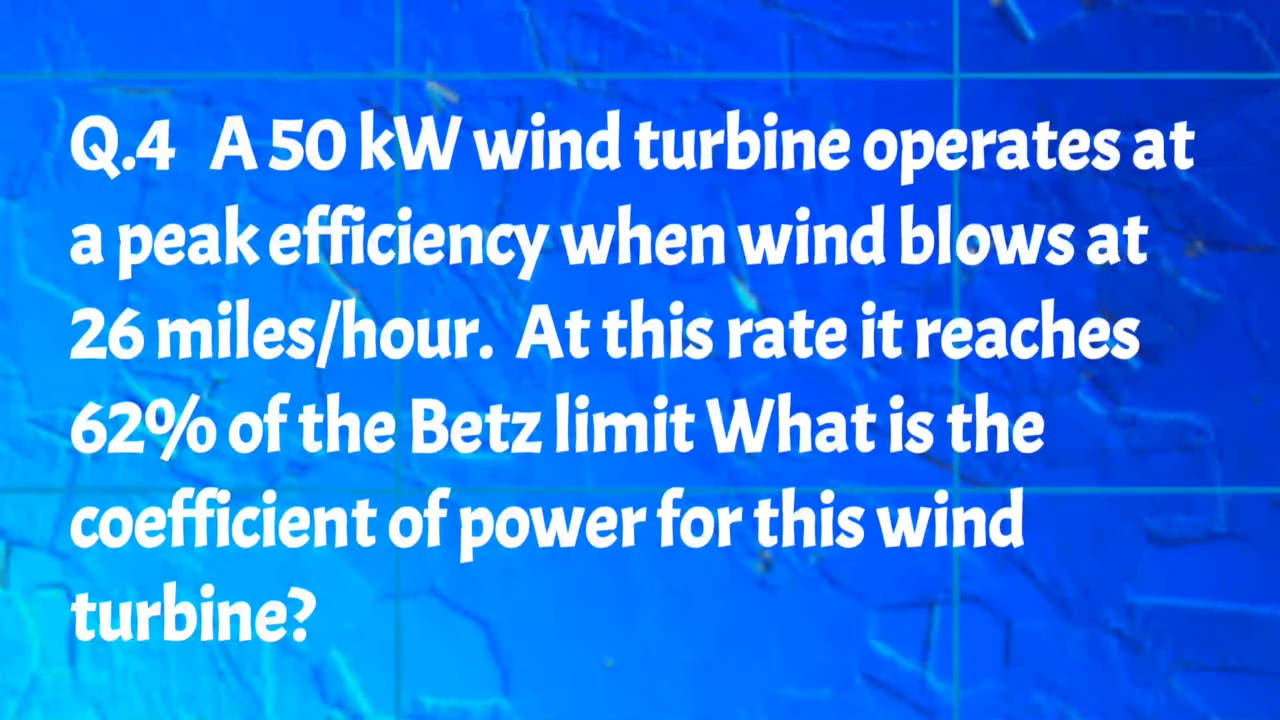 Q.4 A 50 kW wind turbine operates at
a peak efficiency when wind blows at
26 miles/hour. At this rate it reaches
62% of the Betz limit What is the
coefficient of power for this wind
turbine?